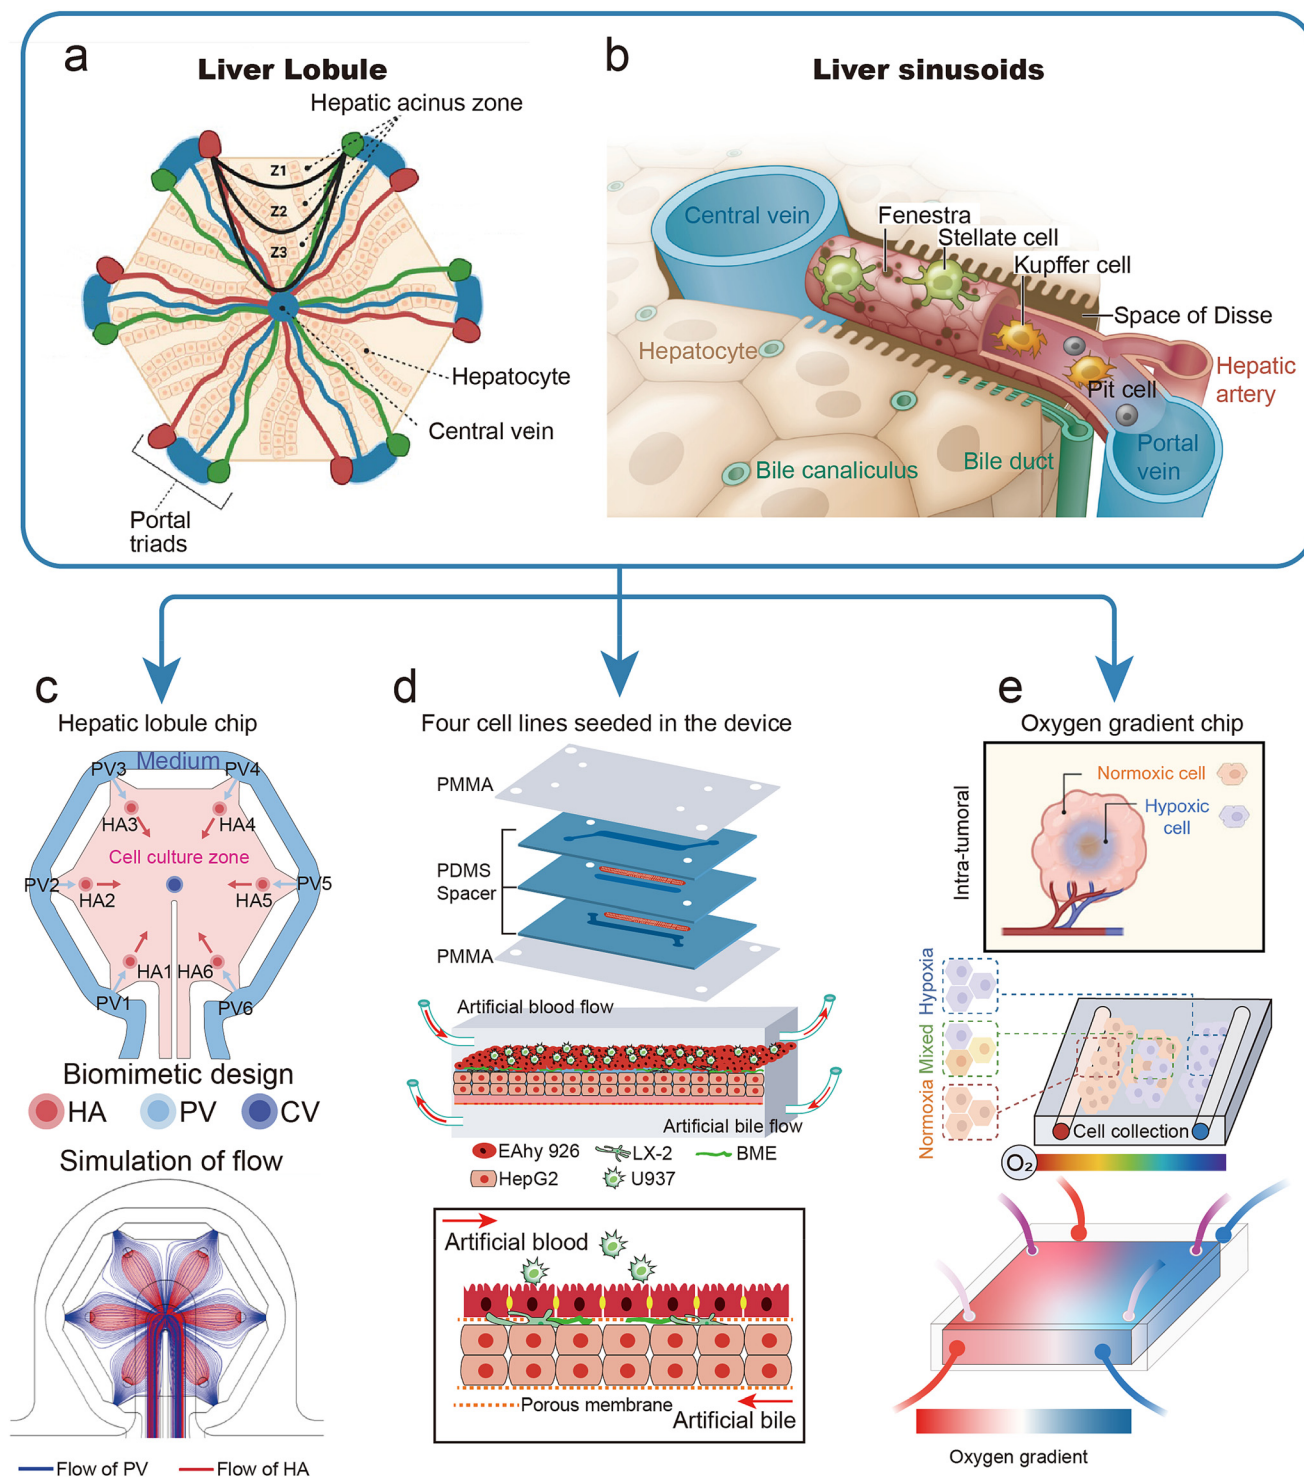 a
Liver Lobule
Hepatic acinus zone
Z1
Z2
Z3
Hepatocyte
Central vein
Portal
triads
b
Liver sinusoids
Central vein
Fenestra
Stellate cell
Kupffer cell
Space of Disse
Hepatocyte
Hepatic
artery
Pit cell
Portal
vein
Bile canaliculus
Bile duct
c
Hepatic lobule chip
Medium
PV3
PV4
HA3
HA4
Cell culture zone
PV2
HA2
HA5
PV5
HA1
HA6
PV1
PV6
Biomimetic design
HA
PV
CV
Simulation of flow
Flow of PV
Flow of HA
d
Four cell lines seeded in the device
PMMA
PDMS
Spacer
PMMA
Artificial blood flow
Artificial bile flow
EAhy 926
LX-2
BME
HepG2
U937
Artificial blood
Porous membrane
Artificial bile
e
Oxygen gradient chip
Intra-tumoral
Normoxic cell
Hypoxic
cell
Hypoxia
Mixed
Normoxia
Cell collection
O₂
Oxygen gradient